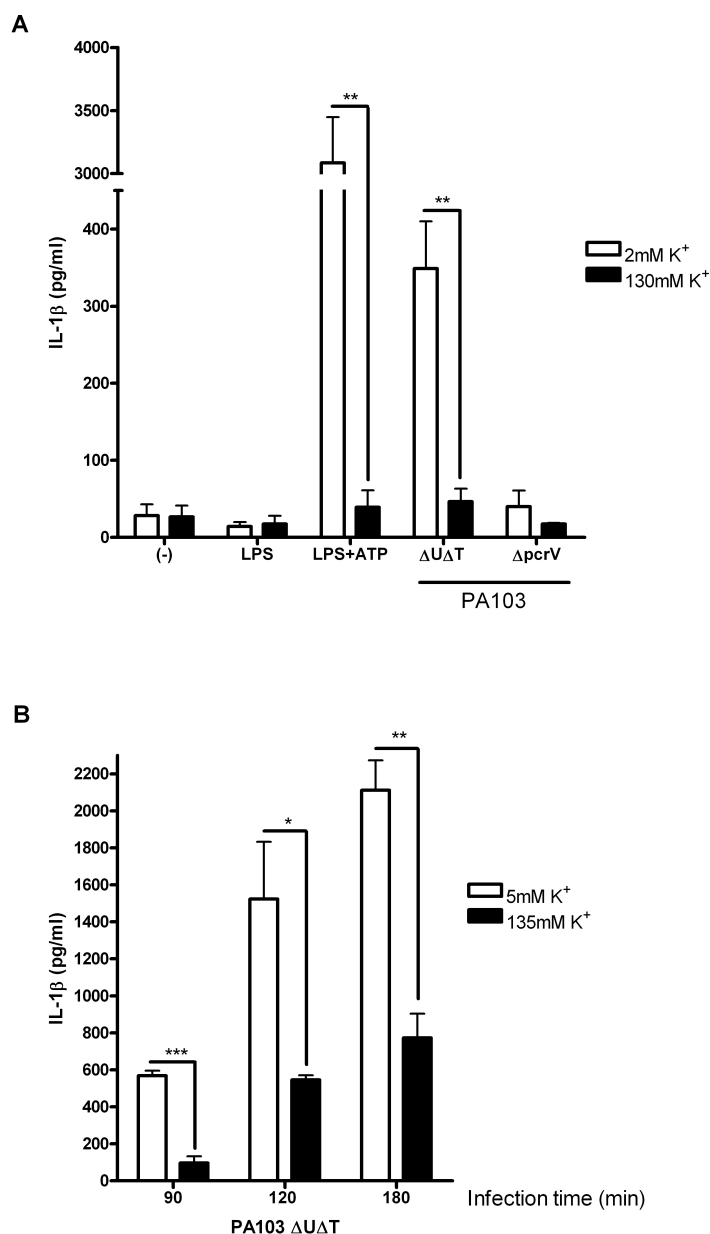 A
4000
3500
3000
400
300
200
100
0
IL-1β (pg/ml)
**
**
2mM K+
130mM K+
(-) LPS LPS+ATP ΔUΔT ΔpcrV
PA103
B
2200
2000
1800
1600
1400
1200
1000
800
600
400
200
0
IL-1β (pg/ml)
***
*
**
5mM K+
135mM K+
90 120 180 Infection time (min)
PA103 ΔUΔT